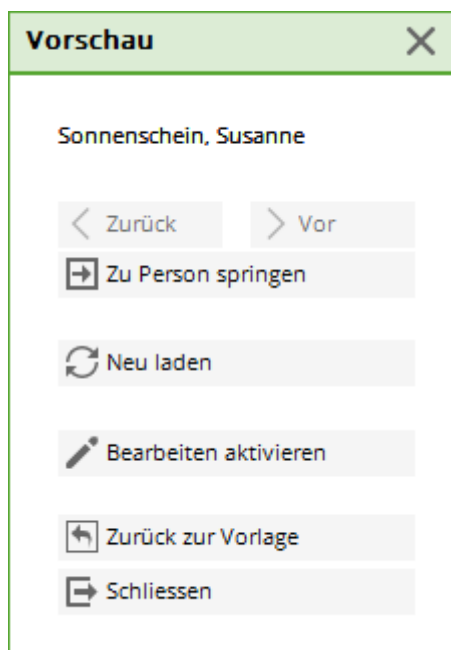 Vorschau
Sonnenschein, Susanne
Zurück
Vor
Zu Person springen
Neu laden
Bearbeiten aktivieren
Zurück zur Vorlage
Schliessen